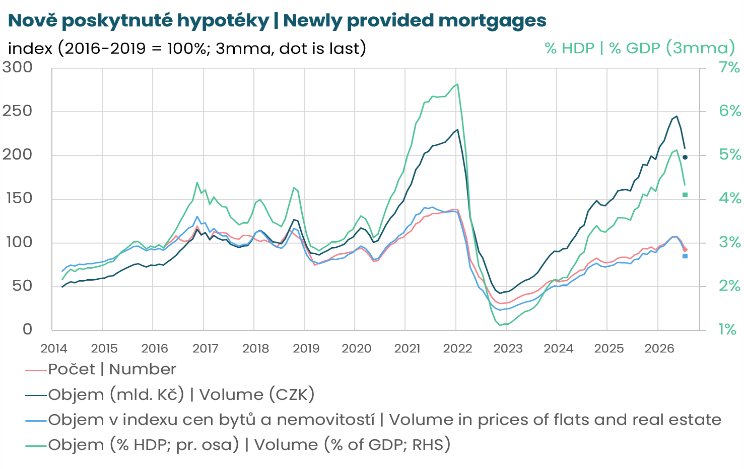 Nově poskytnuté hypotéky | Newly provided mortgages
index (2016-2019 = 100%; 3mma, dot is last)
% HDP | % GDP (3mma)
300
7%
250
6%
200
5%
150
4%
100
3%
50
2%
0
1%
2014 2015 2016 2017 2018 2019 2020 2021 2022 2023 2024 2025 2026
Počet | Number
Objem (mld. Kč) | Volume (CZK)
Objem v indexu cen bytů a nemovitostí | Volume in prices of flats and real estate
Objem (% HDP; pr. osa) | Volume (% of GDP; RHS)